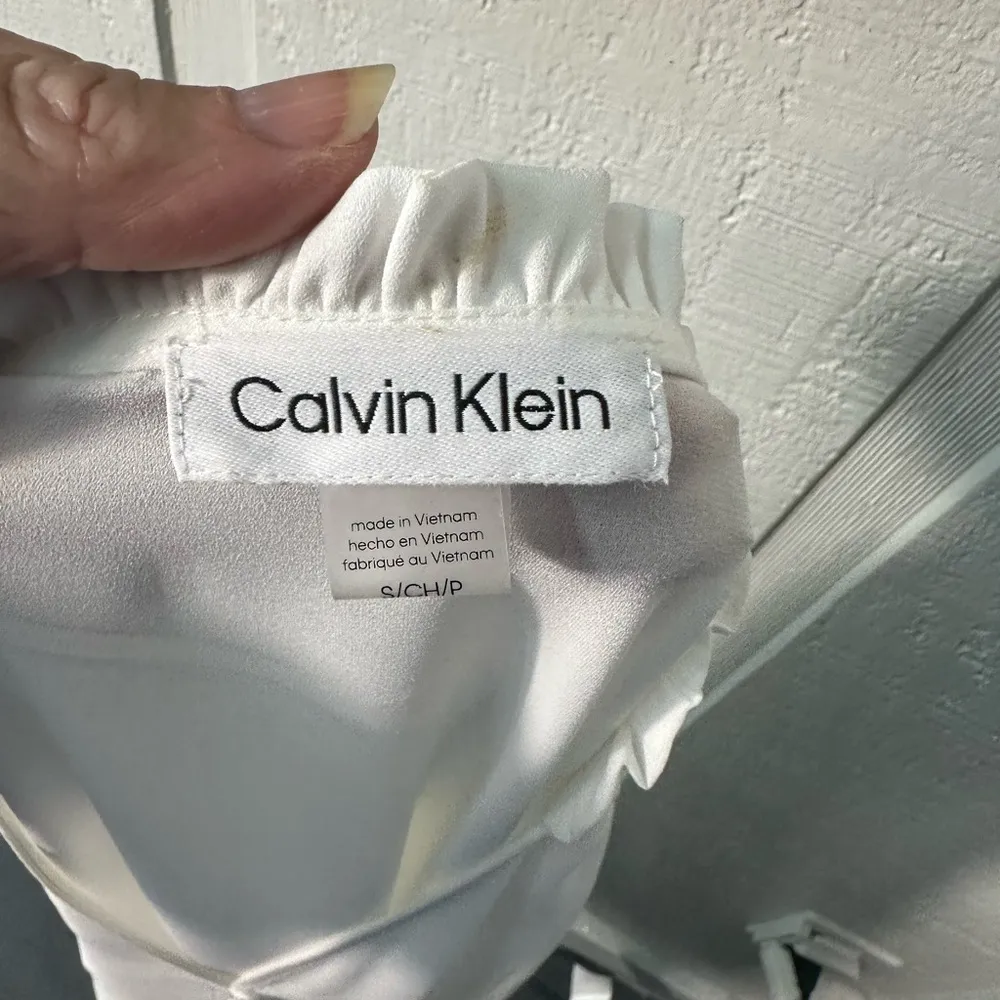 Calvin Klein
made in Vietnam
hecho en Vietnam
fabriqué au Vietnam
S/CH/P